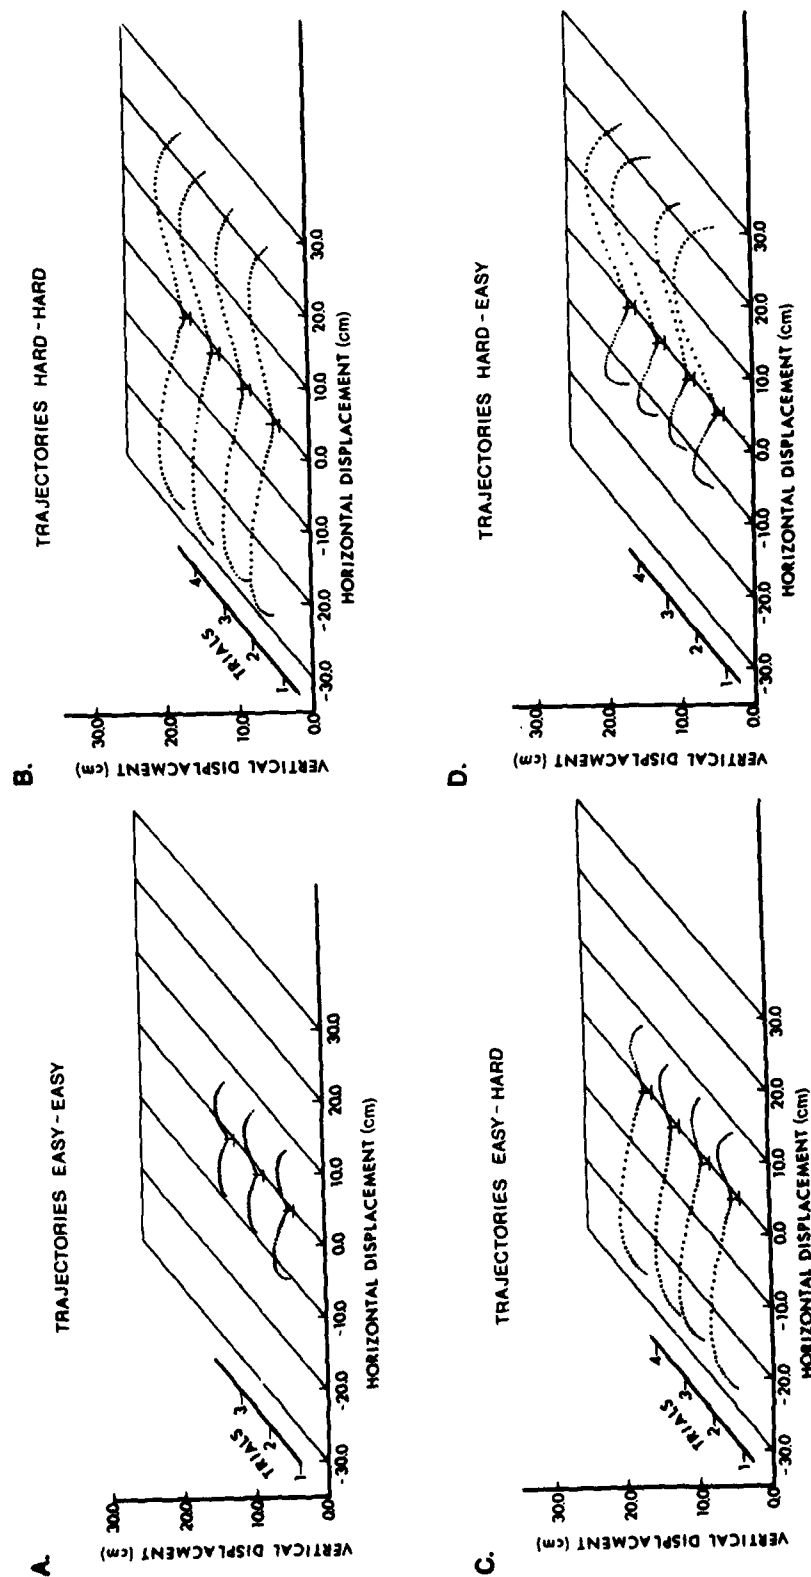 A.
TRAJECTORIES EASY-EASY
VERTICAL DISPLACMENT (cm)
30.0
20.0
10.0
0.0
TRIALS
1
2
3
-30.0 -20.0 -10.0 0.0 10.0 20.0 30.0
HORIZONTAL DISPLACEMENT (cm)
B.
TRAJECTORIES HARD-HARD
VERTICAL DISPLACMENT (cm)
30.0
20.0
10.0
0.0
TRIALS
1
2
3
4
-30.0 -20.0 -10.0 0.0 10.0 20.0 30.0
HORIZONTAL DISPLACEMENT (cm)
C.
TRAJECTORIES EASY-HARD
VERTICAL DISPLACMENT (cm)
30.0
20.0
10.0
0.0
TRIALS
1
2
3
4
-30.0 -20.0 -10.0 0.0 10.0 20.0 30.0
HORIZONTAL DISPLACEMENT (cm)
D.
TRAJECTORIES HARD-EASY
VERTICAL DISPLACMENT (cm)
30.0
20.0
10.0
0.0
TRIALS
1
2
3
4
-30.0 -20.0 -10.0 0.0 10.0 20.0 30.0
HORIZONTAL DISPLACEMENT (cm)